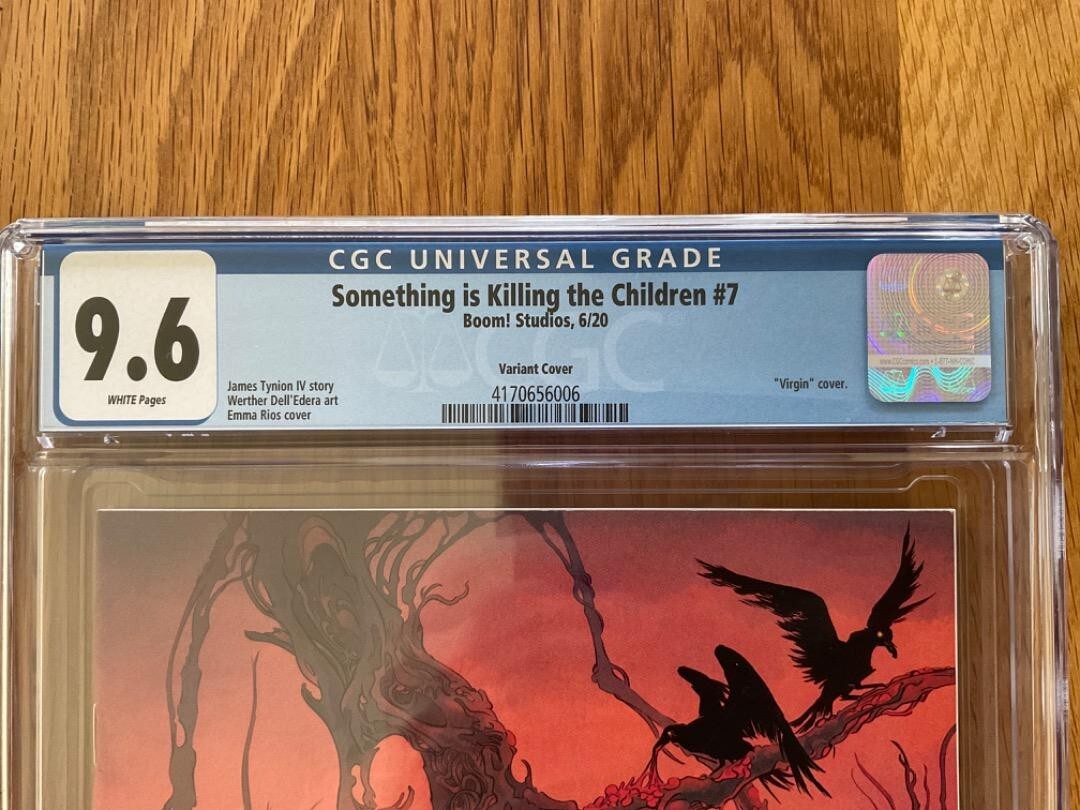 CGC UNIVERSAL GRADE
Something is Killing the Children #7
Boom! Studios, 6/20
9.6
WHITE Pages
CGC
Variant Cover
4170656006
"Virgin" cover.
James Tynion IV story
Werther Dell'Edera art
Emma Rios cover